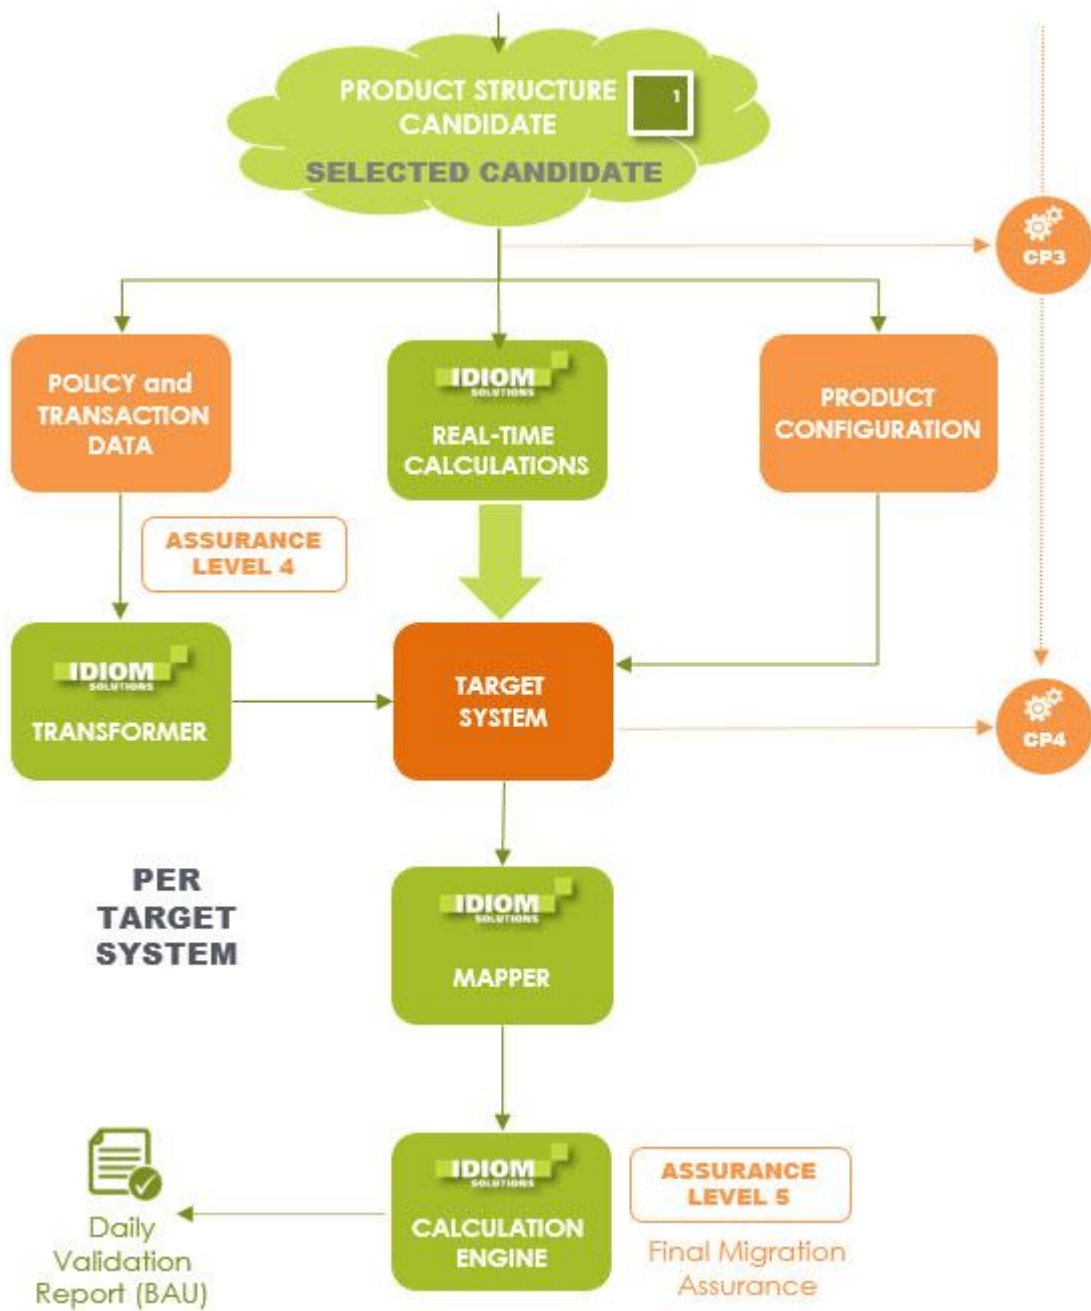 PRODUCT STRUCTURE
CANDIDATE
1
SELECTED CANDIDATE
CP3
POLICY and
TRANSACTION
DATA
IDIOM
SOLUTIONS
REAL-TIME
CALCULATIONS
PRODUCT
CONFIGURATION
ASSURANCE
LEVEL 4
IDIOM
SOLUTIONS
TRANSFORMER
TARGET
SYSTEM
CP4
PER
TARGET
SYSTEM
IDIOM
SOLUTIONS
MAPPER
IDIOM
SOLUTIONS
CALCULATION
ENGINE
ASSURANCE
LEVEL 5
Final Migration
Assurance
Daily
Validation
Report (BAU)